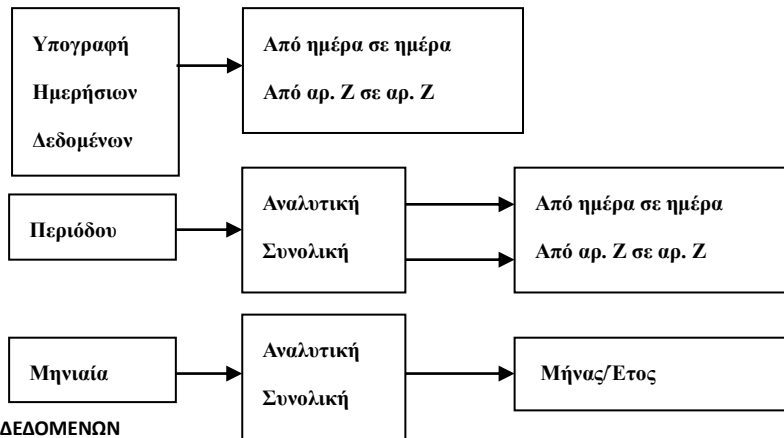 Υπογραφή
Ημερήσιων
Δεδομένων
Από ημέρα σε ημέρα
Από αρ. Ζ σε αρ. Ζ
Περιόδου
Αναλυτική
Συνολική
Από ημέρα σε ημέρα
Από αρ. Ζ σε αρ. Ζ
Μηνιαία
Αναλυτική
Συνολική
Μήνας/Έτος
ΔΕΔΟΜΕΝΩΝ